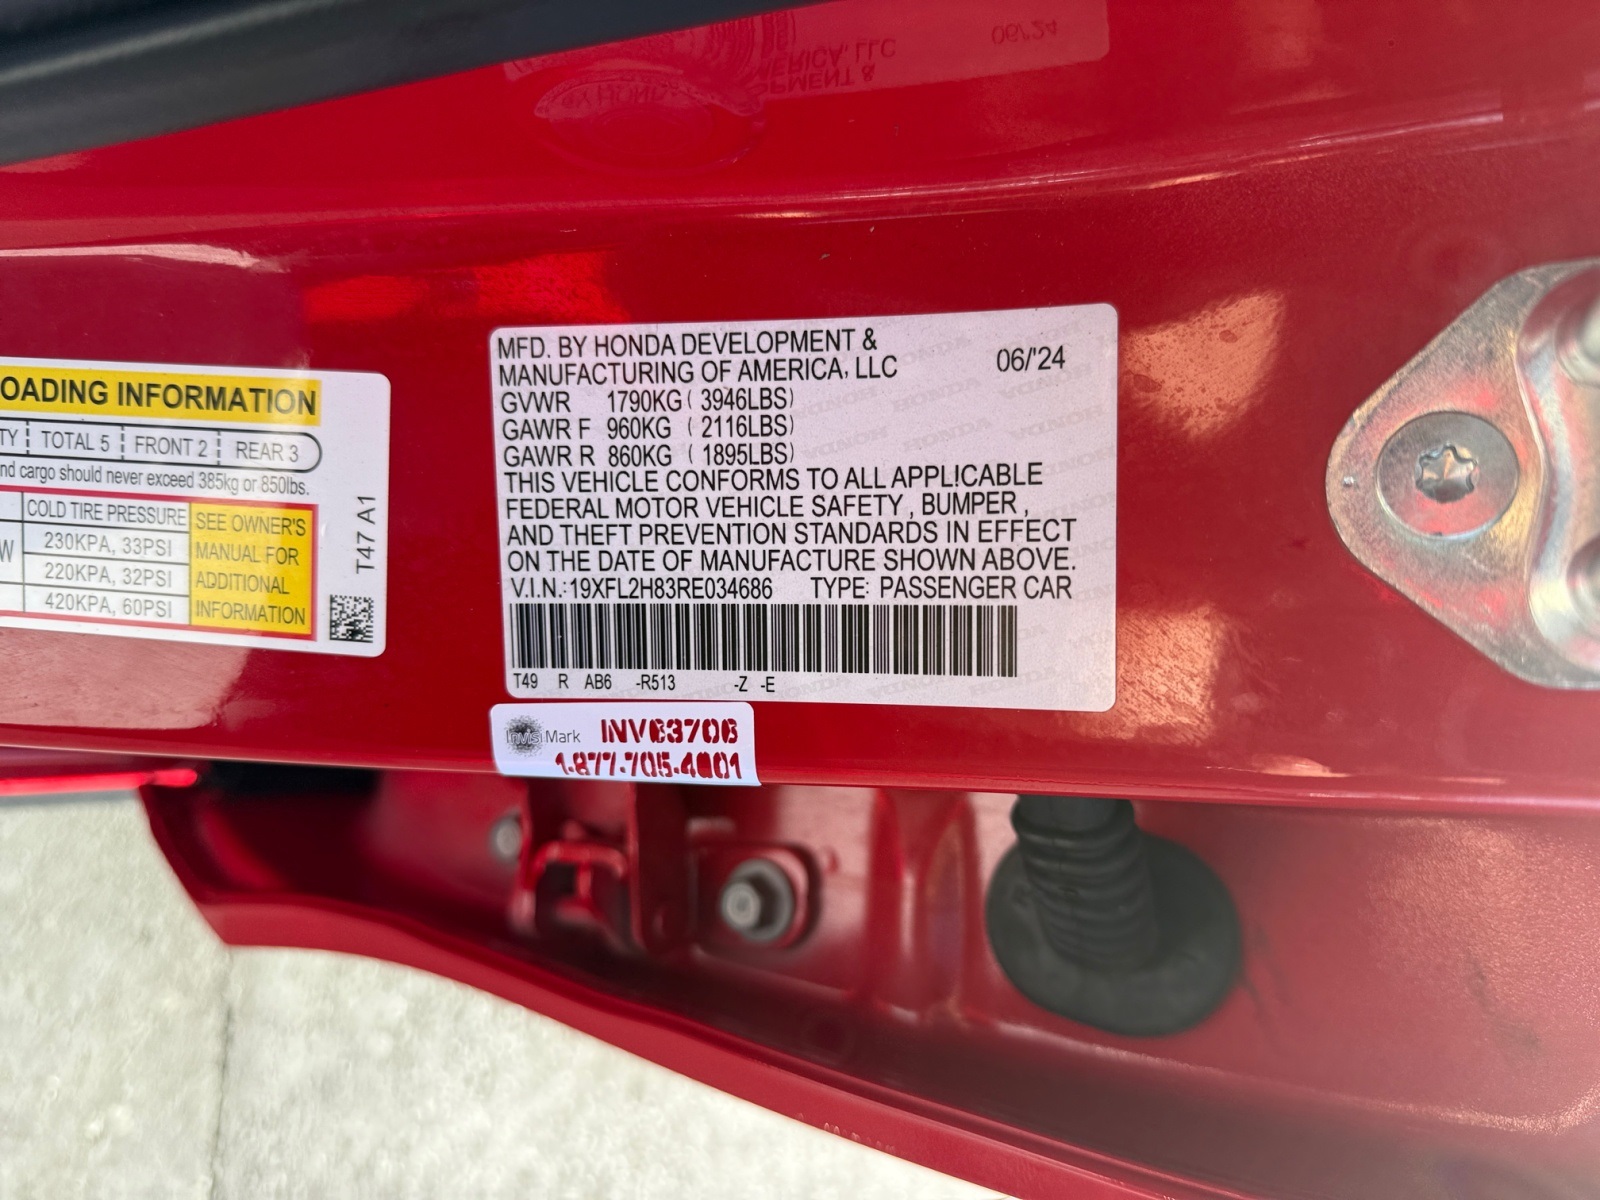 OADING INFORMATION
TY TOTAL 5 FRONT 2 REAR 3
nd cargo should never exceed 385kg or 850lbs.
COLD TIRE PRESSURE
W 230KPA, 33PSI
220KPA, 32PSI
420KPA, 60PSI
SEE OWNER'S
MANUAL FOR
ADDITIONAL
INFORMATION
T47 A1
MFD. BY HONDA DEVELOPMENT &
MANUFACTURING OF AMERICA, LLC 06/'24
GVWR 1790KG ( 3946LBS)
GAWR F 960KG ( 2116LBS)
GAWR R 860KG ( 1895LBS)
THIS VEHICLE CONFORMS TO ALL APPL!CABLE
FEDERAL MOTOR VEHICLE SAFETY , BUMPER ,
AND THEFT PREVENTION STANDARDS IN EFFECT
ON THE DATE OF MANUFACTURE SHOWN ABOVE.
V.I.N.: 19XFL2H83RE034686 TYPE: PASSENGER CAR
T49 R AB6 -R513 -Z -E
InvisiMark INV63706
1-877-705-4001